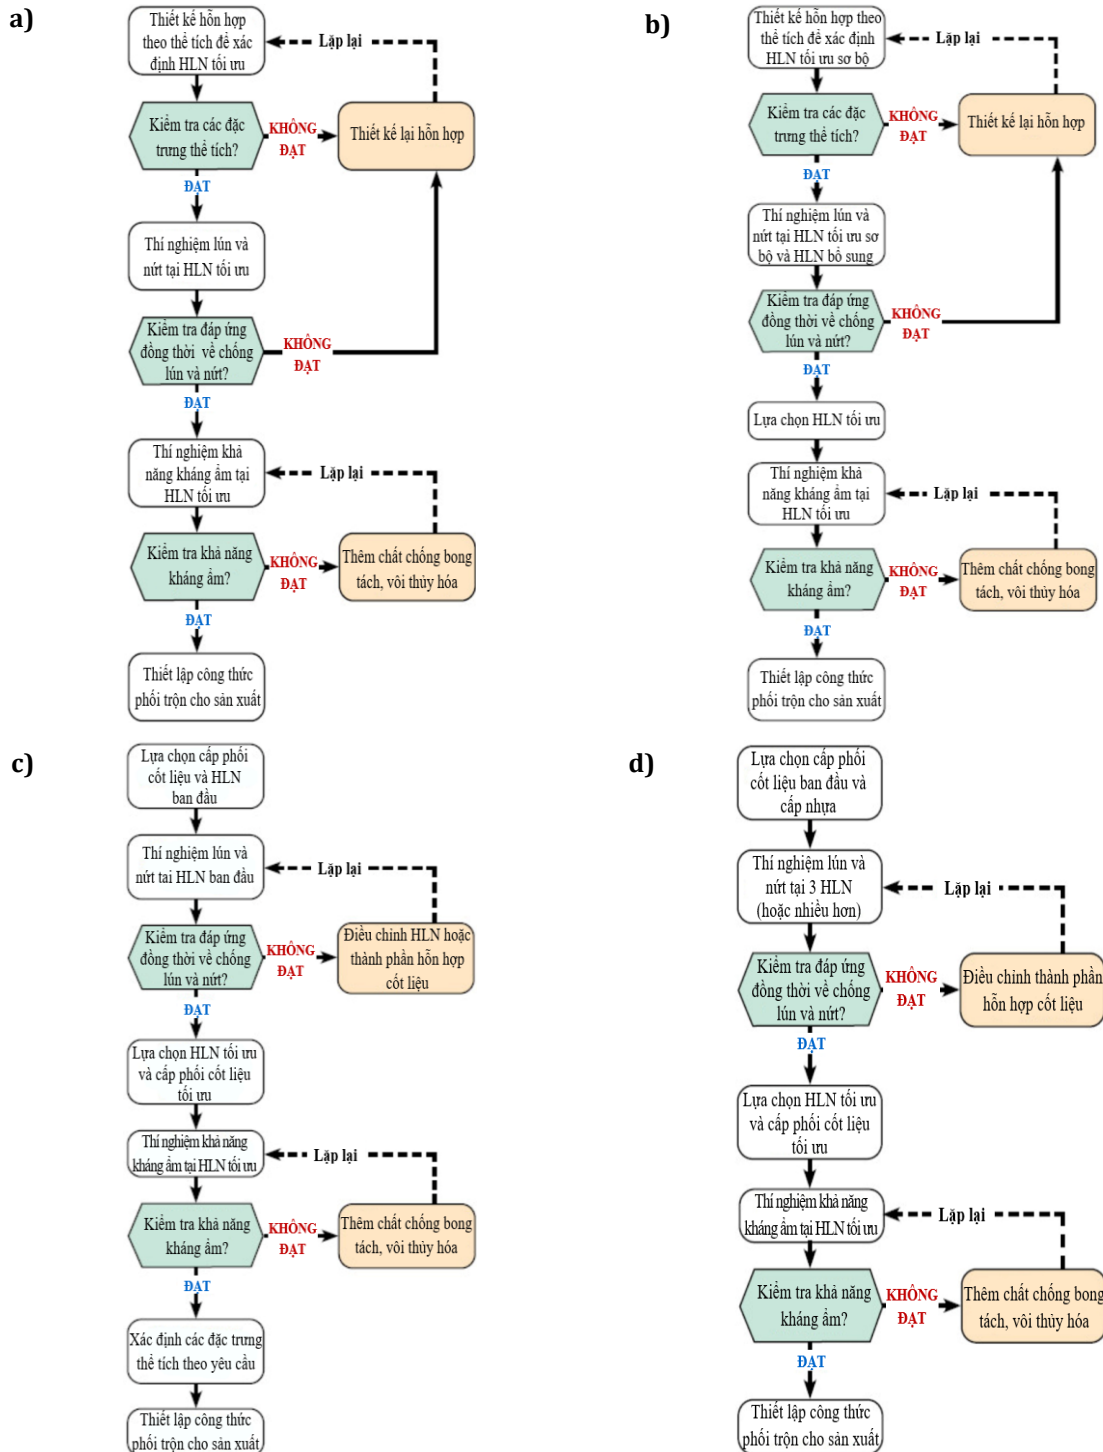 a)
Thiết kế hỗn hợp
theo thể tích để xác
định HLN tối ưu
Lặp lại
Kiểm tra các đặc
trưng thể tích?
KHÔNG
ĐẠT
Thiết kế lại hỗn hợp
ĐẠT
Thí nghiệm lún và
nứt tại HLN tối ưu
Kiểm tra đáp ứng
đồng thời về chống
lún và nứt?
KHÔNG
ĐẠT
ĐẠT
Thí nghiệm khả
năng kháng ẩm tại
HLN tối ưu
Lặp lại
Kiểm tra khả năng
kháng ẩm?
KHÔNG
ĐẠT
Thêm chất chống bong
tách, vôi thủy hóa
ĐẠT
Thiết lập công thức
phối trộn cho sản xuất
b)
Thiết kế hỗn hợp theo
thể tích để xác định
HLN tối ưu sơ bộ
Lặp lại
Kiểm tra các đặc
trưng thể tích?
KHÔNG
ĐẠT
Thiết kế lại hỗn hợp
ĐẠT
Thí nghiệm lún và
nứt tại HLN tối ưu sơ
bộ và HLN bổ sung
Kiểm tra đáp ứng
đồng thời về chống
lún và nứt?
KHÔNG
ĐẠT
ĐẠT
Lựa chọn HLN tối ưu
Thí nghiệm khả
năng kháng ẩm tại
HLN tối ưu
Lặp lại
Kiểm tra khả năng
kháng ẩm?
KHÔNG
ĐẠT
Thêm chất chống bong
tách, vôi thủy hóa
ĐẠT
Thiết lập công thức
phối trộn cho sản xuất
c)
Lựa chọn cấp phối
cốt liệu và HLN
ban đầu
Thí nghiệm lún và
nứt tai HLN ban đầu
Lặp lại
Kiểm tra đáp ứng
đồng thời về chống
lún và nứt?
KHÔNG
ĐẠT
Điều chỉnh HLN hoặc
thành phần hỗn hợp
cốt liệu
ĐẠT
Lựa chọn HLN tối ưu
và cấp phối cốt liệu
tối ưu
Thí nghiệm khả năng
kháng ẩm tại HLN tối ưu
Lặp lại
Kiểm tra khả năng
kháng ẩm?
KHÔNG
ĐẠT
Thêm chất chống bong
tách, vôi thủy hóa
ĐẠT
Xác định các đặc trưng
thể tích theo yêu cầu
Thiết lập công thức
phối trộn cho sản xuất
d)
Lựa chọn cấp phối
cốt liệu ban đầu và
cấp nhựa
Thí nghiệm lún và
nứt tại 3 HLN
(hoặc nhiều hơn)
Lặp lại
Kiểm tra đáp ứng
đồng thời về chống
lún và nứt?
KHÔNG
ĐẠT
Điều chỉnh thành phần
hỗn hợp cốt liệu
ĐẠT
Lựa chọn HLN tối ưu
và cấp phối cốt liệu
tối ưu
Thí nghiệm khả năng
kháng ẩm tại HLN tối ưu
Lặp lại
Kiểm tra khả năng
kháng ẩm?
KHÔNG
ĐẠT
Thêm chất chống bong
tách, vôi thủy hóa
ĐẠT
Thiết lập công thức
phối trộn cho sản xuất